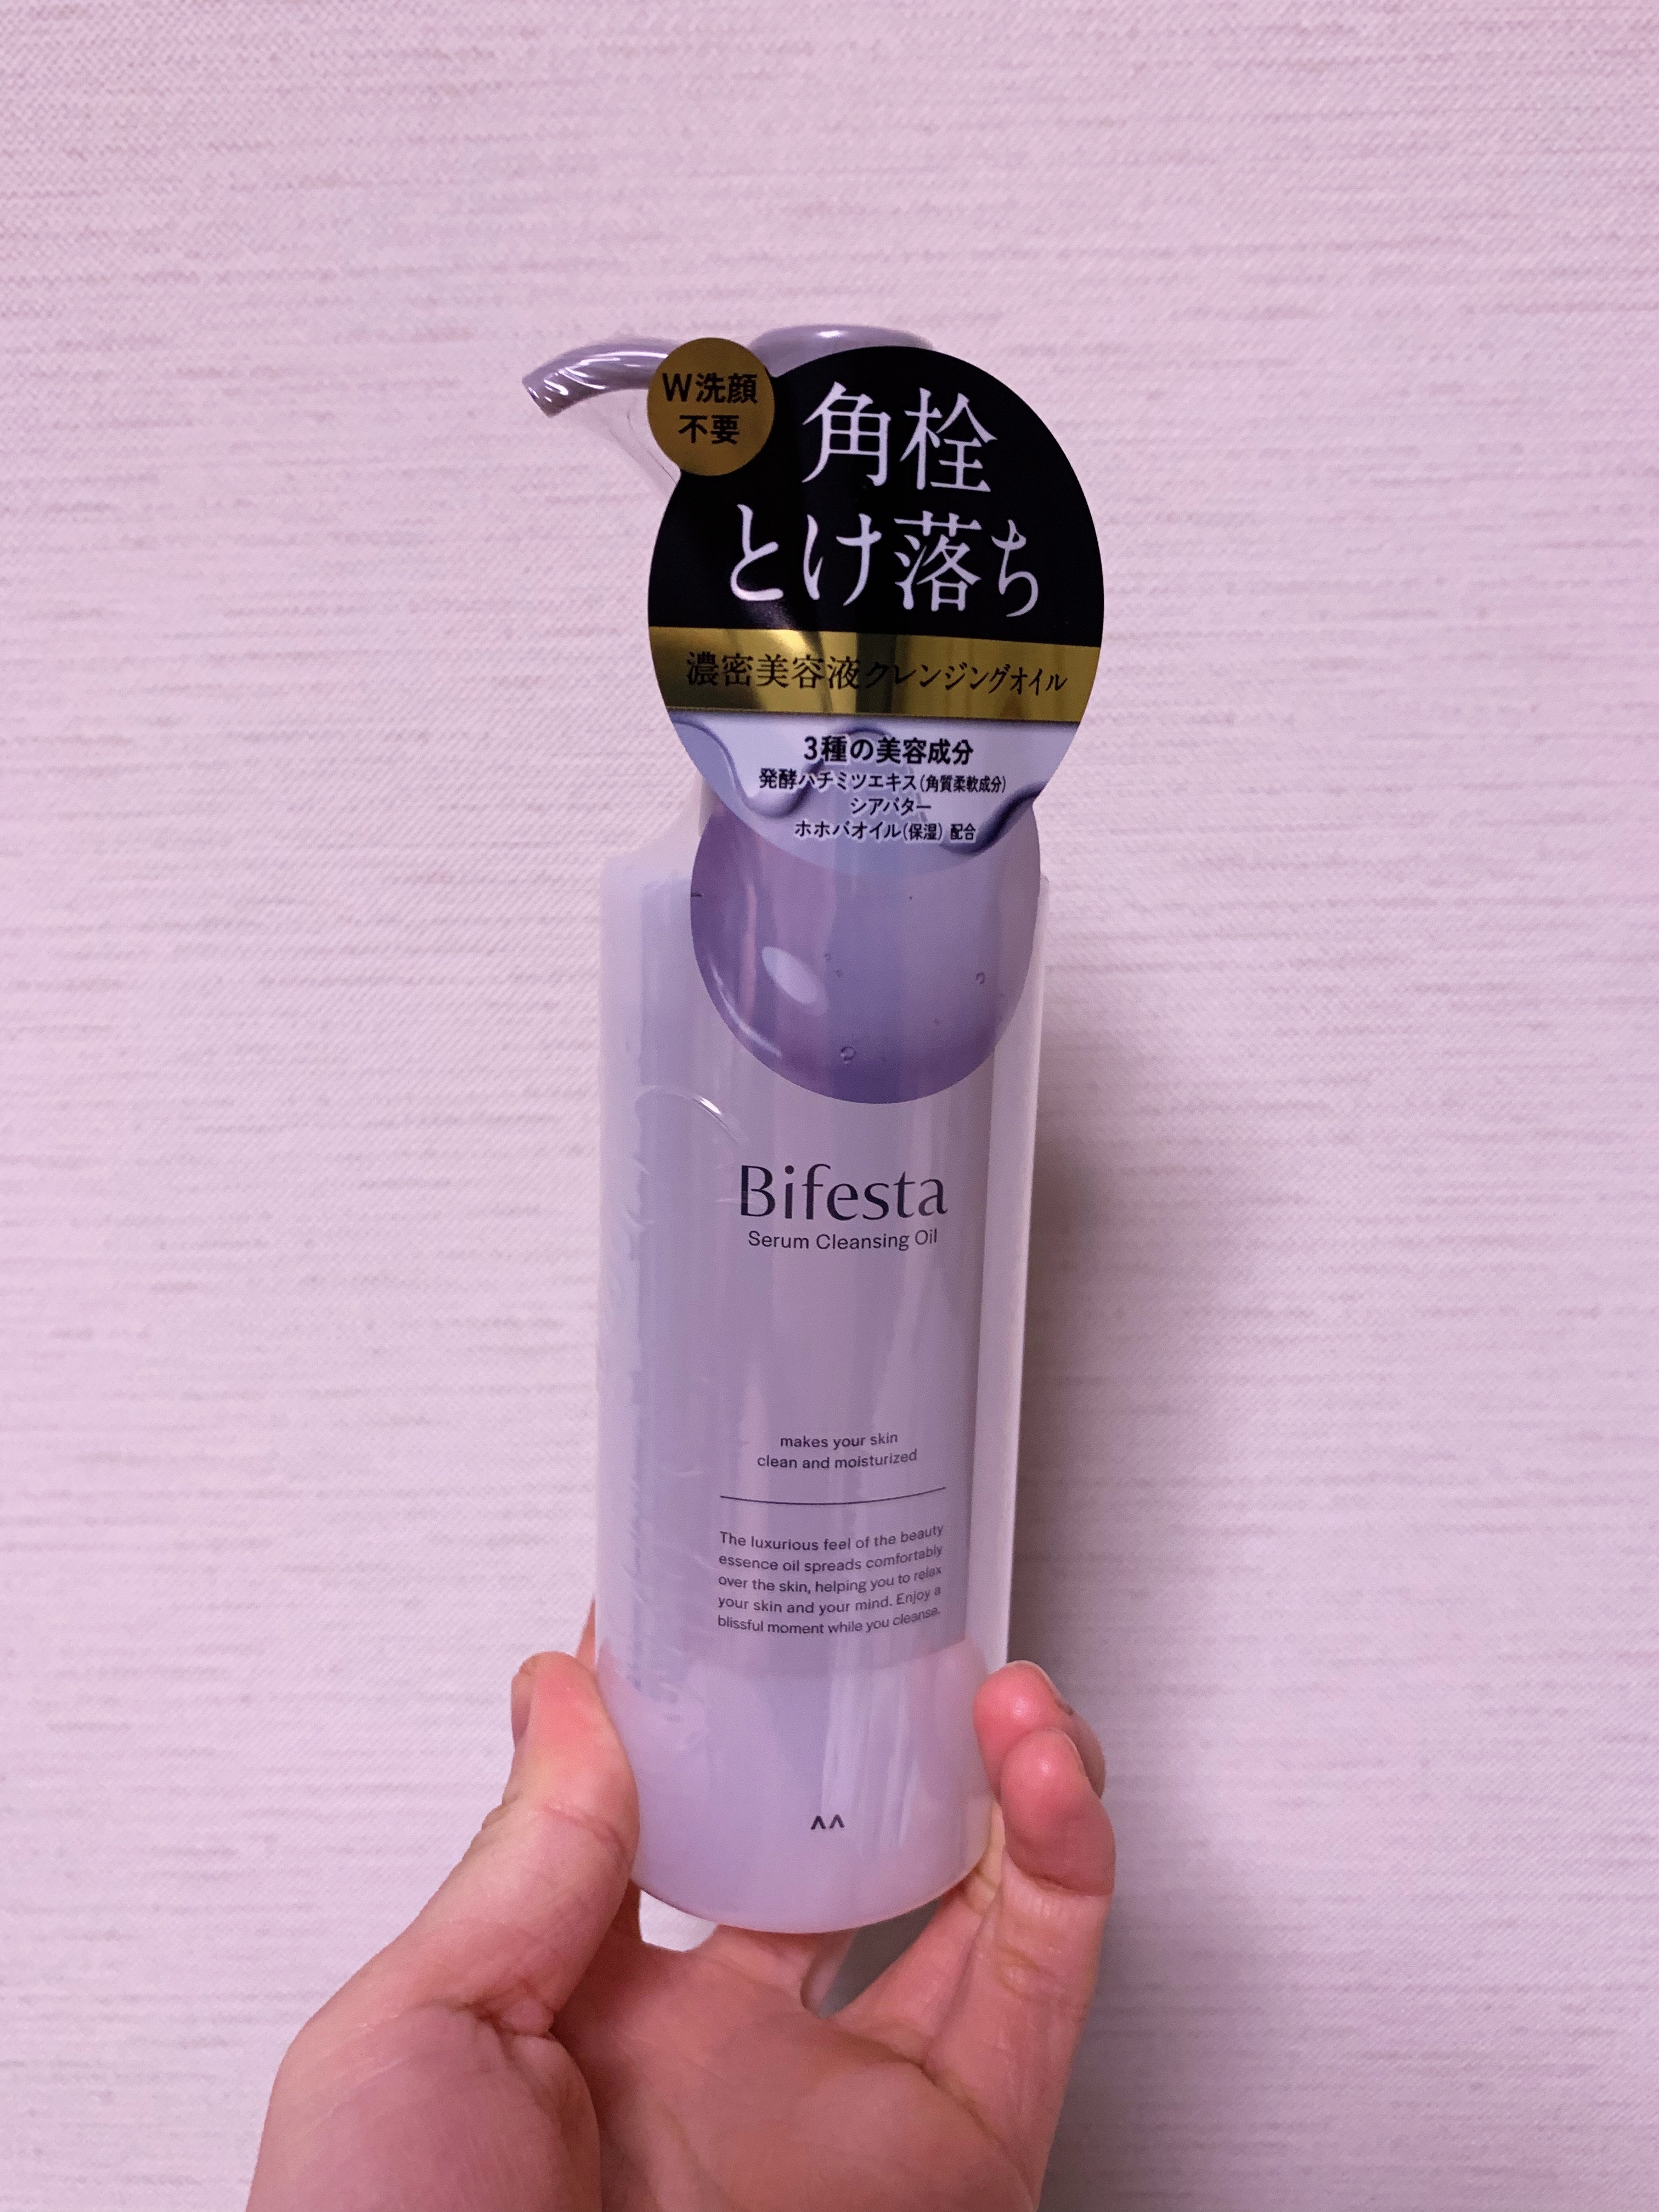 W洗顔
不要
角栓
とけ落ち
濃密美容液クレンジングオイル
3種の美容成分
発酵ハチミツエキス(角質柔軟成分)
シアバター
ホホバオイル(保湿) 配合
Bifesta
Serum Cleansing Oil
makes your skin
clean and moisturized
The luxurious feel of the beauty
essence oil spreads comfortably
over the skin, helping you to relax
your skin and your mind. Enjoy a
blissful moment while you cleanse.